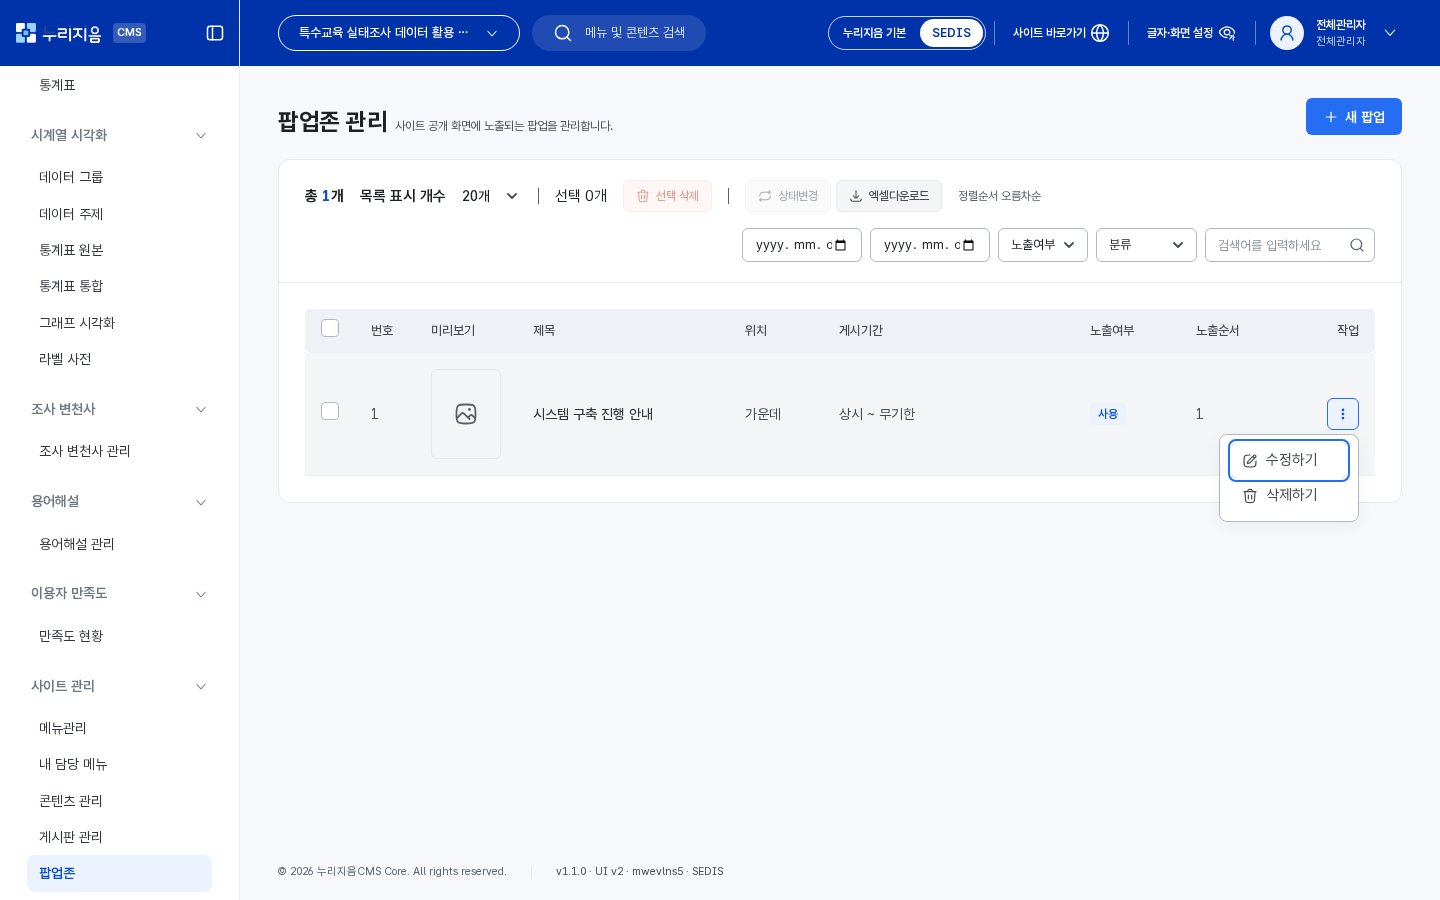 누리지음 CMS
특수교육 실태조사 데이터 활용 ···
메뉴 및 콘텐츠 검색
누리지음 기본
SEDIS
사이트 바로가기
글자·화면 설정
전체관리자
전체관리자
통계표
시계열 시각화
데이터 그룹
데이터 주제
통계표 원본
통계표 통합
그래프 시각화
라벨 사전
조사 변천사
조사 변천사 관리
용어해설
용어해설 관리
이용자 만족도
만족도 현황
사이트 관리
메뉴관리
내 담당 메뉴
콘텐츠 관리
게시판 관리
팝업존
팝업존 관리 사이트 공개 화면에 노출되는 팝업을 관리합니다.
새 팝업
총 1개 목록 표시 개수 20개 선택 0개 선택 삭제 상태변경 엑셀다운로드 정렬순서 오름차순
yyyy. mm. d yyyy. mm. d 노출여부 분류 검색어를 입력하세요
번호 미리보기 제목 위치 게시기간 노출여부 노출순서 작업
1 시스템 구축 진행 안내 가운데 상시 ~ 무기한 사용 1
수정하기
삭제하기
© 2026 누리지음CMS Core. All rights reserved. v1.1.0 · UI v2 · mwevlns5 · SEDIS